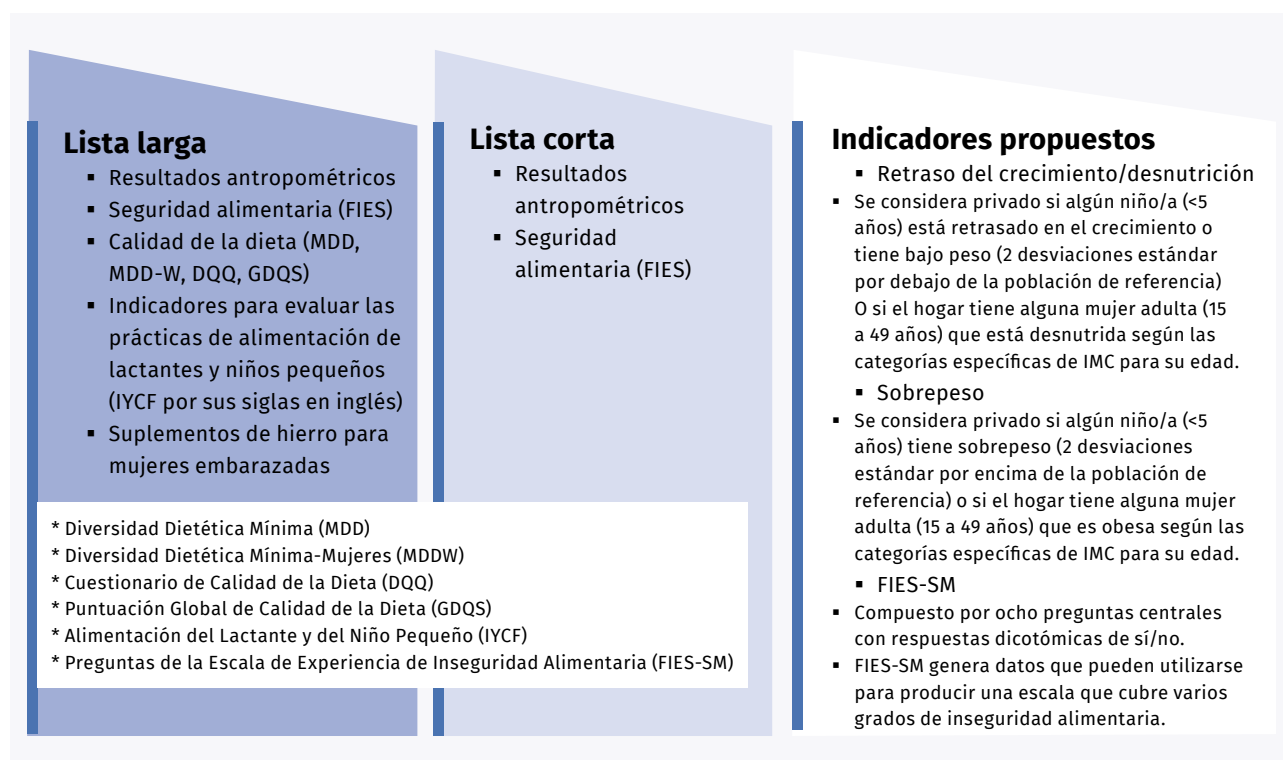 Lista larga
▪ Resultados antropométricos
▪ Seguridad alimentaria (FIES)
▪ Calidad de la dieta (MDD,
MDD-W, DQQ, GDQS)
▪ Indicadores para evaluar las
prácticas de alimentación de
lactantes y niños pequeños
(IYCF por sus siglas en inglés)
▪ Suplementos de hierro para
mujeres embarazadas
Lista corta
▪ Resultados
antropométricos
▪ Seguridad
alimentaria (FIES)
* Diversidad Dietética Mínima (MDD)
* Diversidad Dietética Mínima-Mujeres (MDDW)
* Cuestionario de Calidad de la Dieta (DQQ)
* Puntuación Global de Calidad de la Dieta (GDQS)
* Alimentación del Lactante y del Niño Pequeño (IYCF)
* Preguntas de la Escala de Experiencia de Inseguridad Alimentaria (FIES-SM)
Indicadores propuestos
▪ Retraso del crecimiento/desnutrición
▪ Se considera privado si algún niño/a (<5
años) está retrasado en el crecimiento o
tiene bajo peso (2 desviaciones estándar
por debajo de la población de referencia)
O si el hogar tiene alguna mujer adulta (15
a 49 años) que está desnutrida según las
categorías específicas de IMC para su edad.
▪ Sobrepeso
▪ Se considera privado si algún niño/a (<5
años) tiene sobrepeso (2 desviaciones
estándar por encima de la población de
referencia) o si el hogar tiene alguna mujer
adulta (15 a 49 años) que es obesa según las
categorías específicas de IMC para su edad.
▪ FIES-SM
▪ Compuesto por ocho preguntas centrales
con respuestas dicotómicas de sí/no.
▪ FIES-SM genera datos que pueden utilizarse
para producir una escala que cubre varios
grados de inseguridad alimentaria.